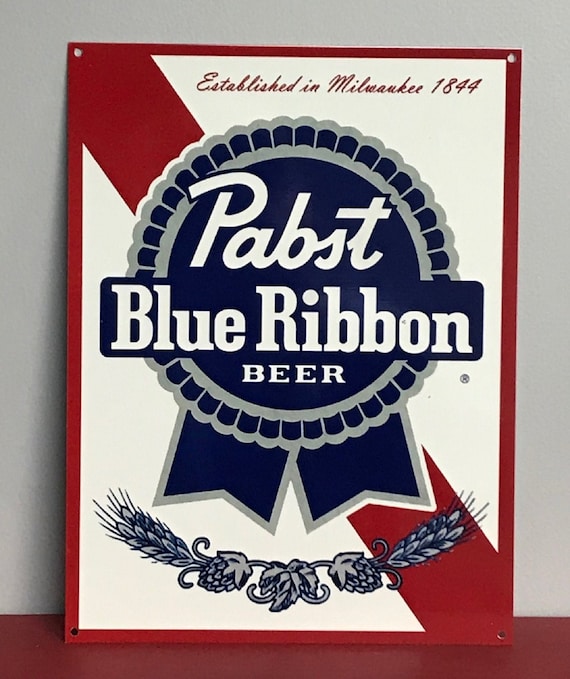 Established in Milwaukee 1844
Pabst
Blue Ribbon
BEER
®